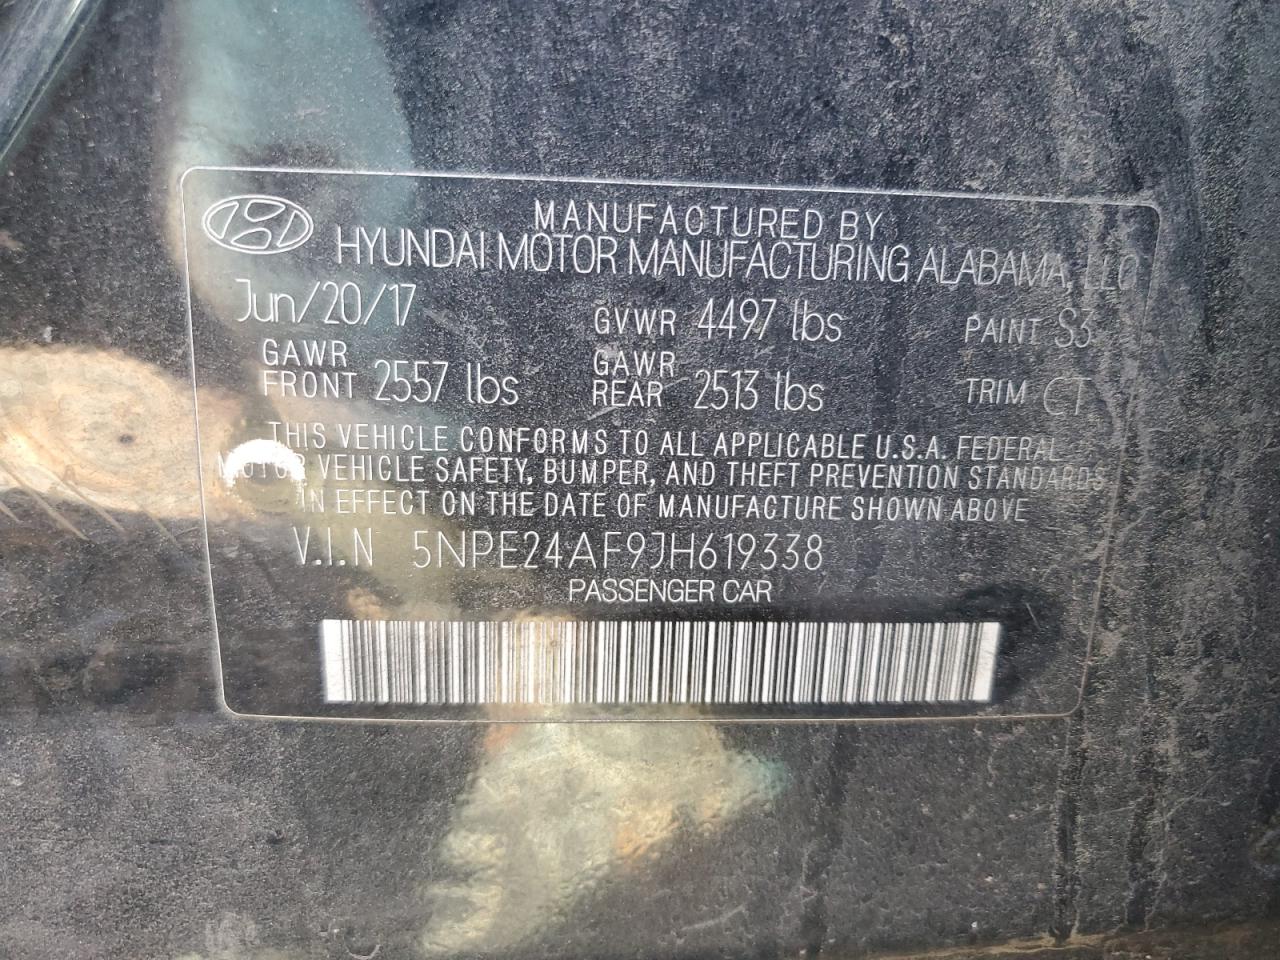 MANUFACTURED BY
HYUNDAI MOTOR MANUFACTURING ALABAMA, LLC
Jun/20/17 GVWR 4497 lbs PAINT S3
GAWR FRONT 2557 lbs GAWR REAR 2513 lbs TRIM CT
THIS VEHICLE CONFORMS TO ALL APPLICABLE U.S.A. FEDERAL
MOTOR VEHICLE SAFETY, BUMPER, AND THEFT PREVENTION STANDARDS
IN EFFECT ON THE DATE OF MANUFACTURE SHOWN ABOVE
V.I.N 5NPE24AF9JH619338
PASSENGER CAR